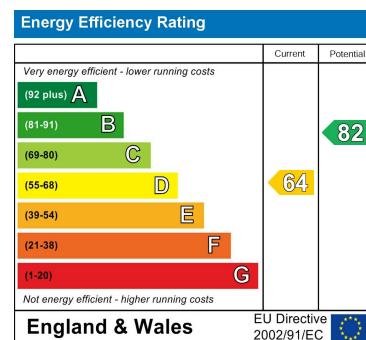 Energy Efficiency Rating
Current
Potential
Very energy efficient - lower running costs
(92 plus) A
(81-91) B
(69-80) C
(55-68) D
(39-54) E
(21-38) F
(1-20) G
64
82
Not energy efficient - higher running costs
England & Wales
EU Directive
2002/91/EC